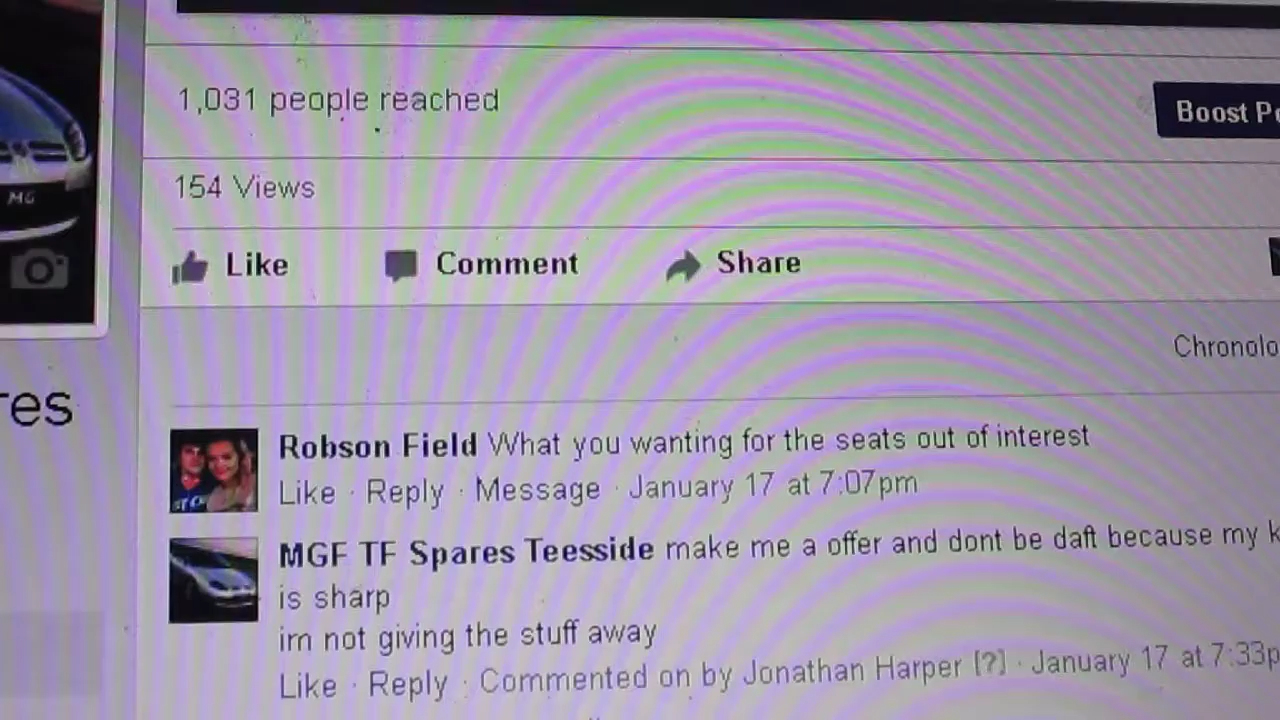 1,031 people reached
Boost
154 Views
MG
Like Comment Share
res
Robson Field What you wanting for the seats out of interest
Like · Reply · Message · January 17 at 7:07pm
MGF TF Spares Teesside make me a offer and dont be daft because my
is sharp
im not giving the stuff away
Like · Reply · Commented on by Jonathan Harper [?] · January 17 at 7:33p